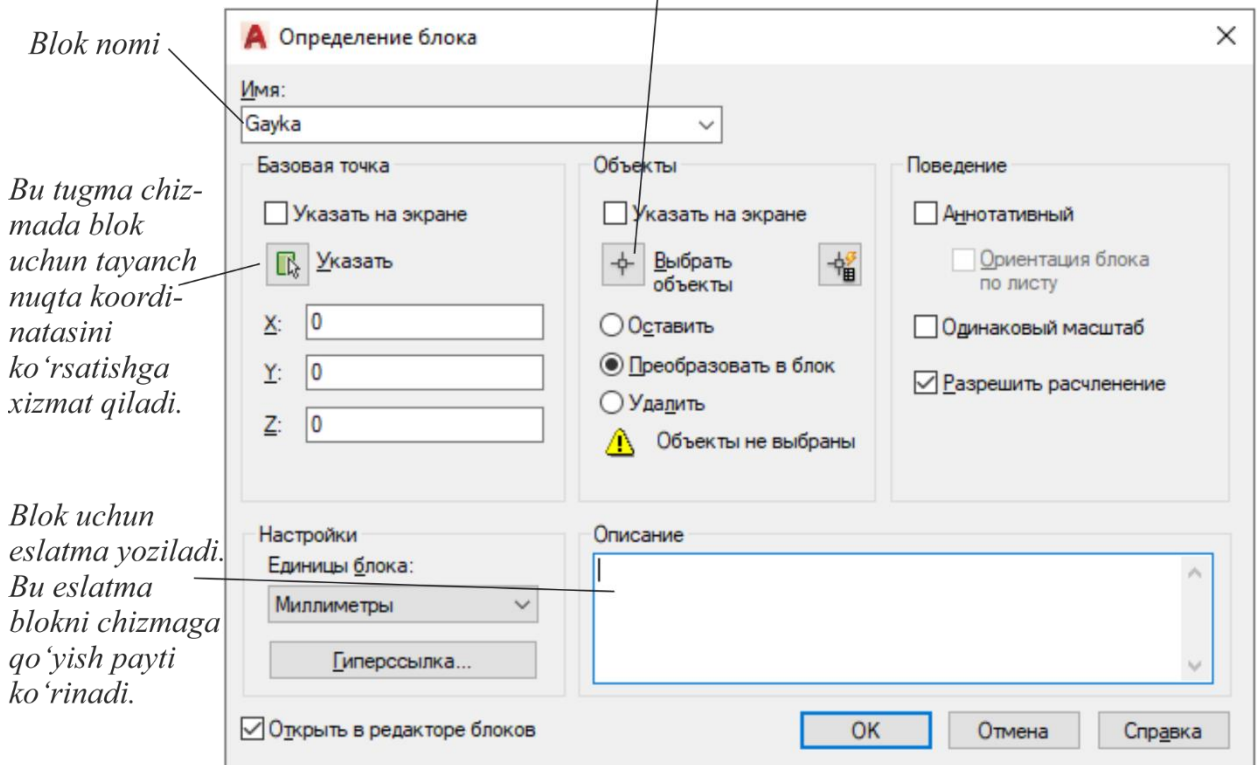 Blok nomi
Bu tugma chiz-
mada blok
uchun tayanch
nuqta koordi-
natasini
ko‘rsatishga
xizmat qiladi.
Blok uchun
eslatma yoziladi.
Bu eslatma
blokni chizmaga
qo‘yish payti
ko‘rinadi.
A Определение блока
Имя:
Gayka
Базовая точка
Указать на экране
Указать
X: 0
Y: 0
Z: 0
Объекты
Указать на экране
Выбрать
объекты
Оставить
Преобразовать в блок
Удалить
Объекты не выбраны
Поведение
Аннотативный
Ориентация блока
по листу
Одинаковый масштаб
Разрешить расчленение
Настройки
Единицы блока:
Миллиметры
Гиперссылка...
Описание
Открыть в редакторе блоков
OK
Отмена
Справка